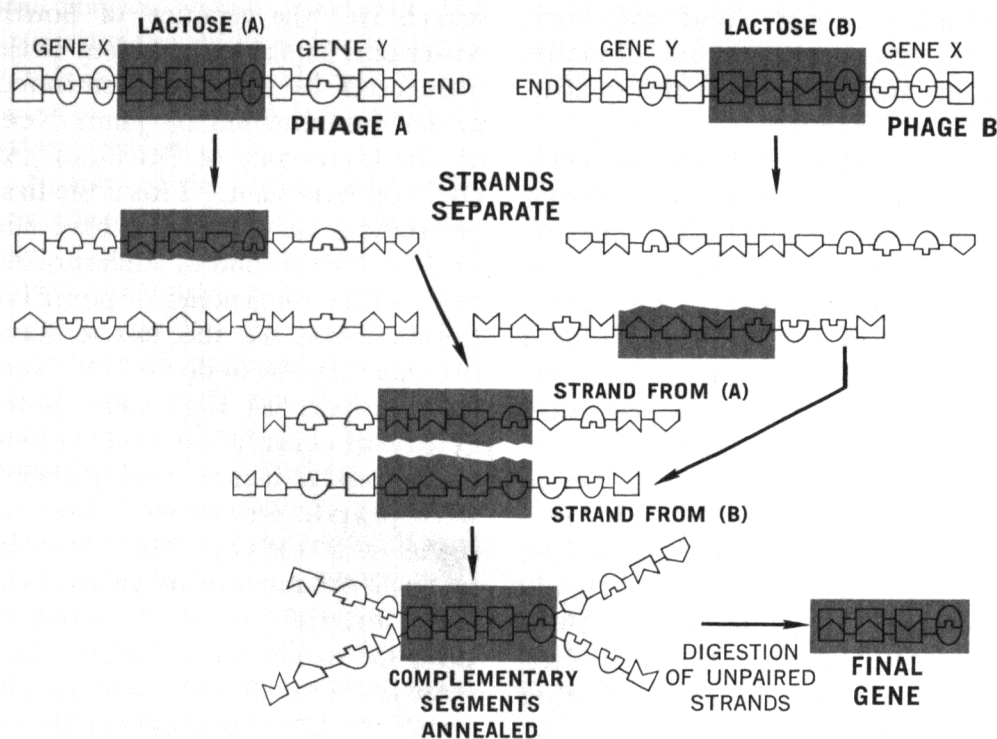 LACTOSE (A)
GENE X
GENE Y
END
PHAGE A
LACTOSE (B)
GENE Y
GENE X
END
PHAGE B
STRANDS
SEPARATE
STRAND FROM (A)
STRAND FROM (B)
COMPLEMENTARY
SEGMENTS
ANNEALED
DIGESTION
OF UNPAIRED
STRANDS
FINAL
GENE